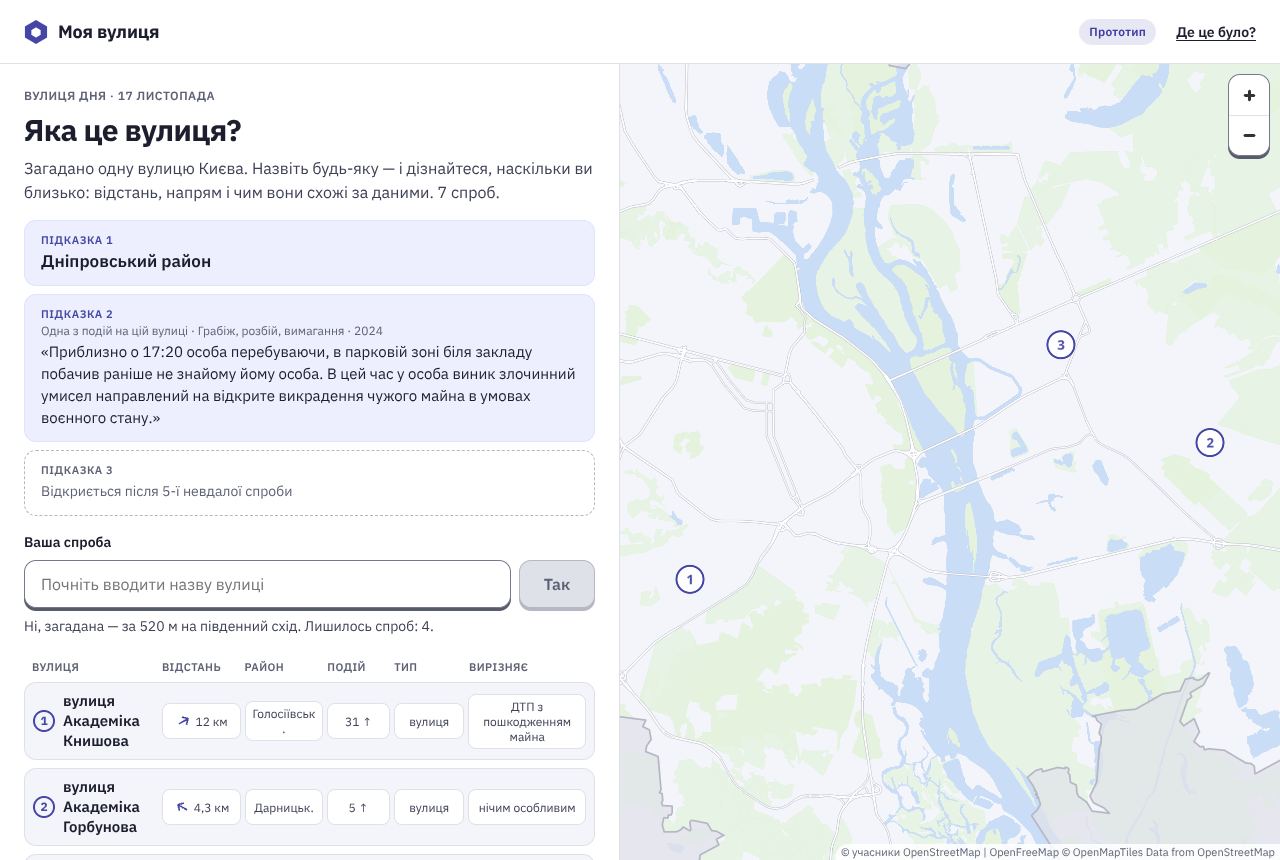 Моя вулиця
Прототип
Де це було?
ВУЛИЦЯ ДНЯ · 17 ЛИСТОПАДА
Яка це вулиця?
Загадано одну вулицю Києва. Назвіть будь-яку — і дізнайтеся, наскільки ви
близько: відстань, напрям і чим вони схожі за даними. 7 спроб.
ПІДКАЗКА 1
Дніпровський район
ПІДКАЗКА 2
Одна з подій на цій вулиці · Грабіж, розбій, вимагання · 2024
«Приблизно о 17:20 особа перебуваючи, в парковій зоні біля закладу
побачив раніше не знайому йому особа. В цей час у особа виник злочинний
умисел направлений на відкрите викрадення чужого майна в умовах
воєнного стану.»
ПІДКАЗКА 3
Відкриється після 5-ї невдалої спроби
Ваша спроба
Почніть вводити назву вулиці
Так
Ні, загадана — за 520 м на південний схід. Лишилось спроб: 4.
ВУЛИЦЯ ВІДСТАНЬ РАЙОН ПОДІЙ ТИП ВИРІЗНЯЄ
1
вулиця
Академіка
Книшова
↗ 12 км
Голосіївськ
.
31 ↑
вулиця
ДТП з
пошкодженням
майна
2
вулиця
Академіка
Горбунова
↖ 4,3 км
Дарницьк.
5 ↑
вулиця
нічим особливим
+
−
3
2
1
© учасники OpenStreetMap | OpenFreeMap © OpenMapTiles Data from OpenStreetMap